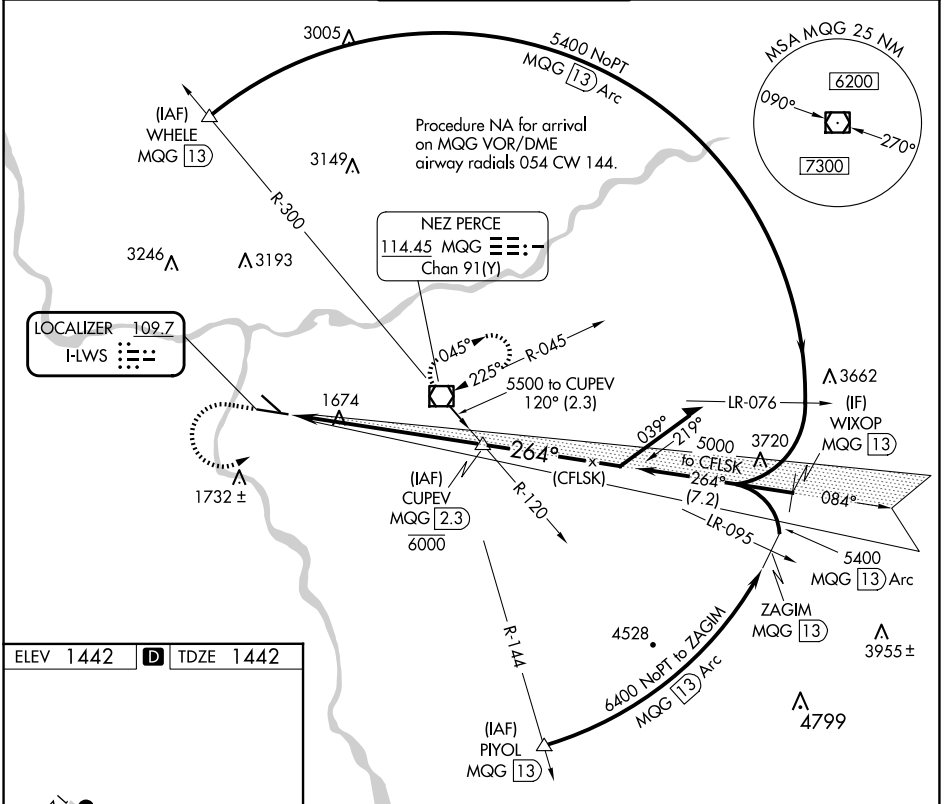 3005
5400 NoPT
MQG 13 Arc
MSA MQG 25 NM
6200
090°
270°
7300
(IAF)
WHELE
MQG 13
Procedure NA for arrival
on MQG VOR/DME
airway radials 054 CW 144.
3149
R-300
NEZ PERCE
114.45 MQG
Chan 91(Y)
3246
3193
LOCALIZER 109.7
I-LWS
045°
225°
R-045
5500 to CUPEV
120° (2.3)
3662
LR-076
(IF)
WIXOP
MQG 13
1674
039°
219°
5000
to CFLSK
3720
264°
(CFLSK)
264°
(7.2)
084°
1732 ±
(IAF)
CUPEV
MQG 2.3
6000
R-120
LR-095
5400
MQG 13 Arc
ZAGIM
MQG 13
R-144
4528
6400 NoPT to ZAGIM
MQG 13 Arc
3955 ±
4799
ELEV 1442 D TDZE 1442
(IAF)
PIYOL
MQG 13